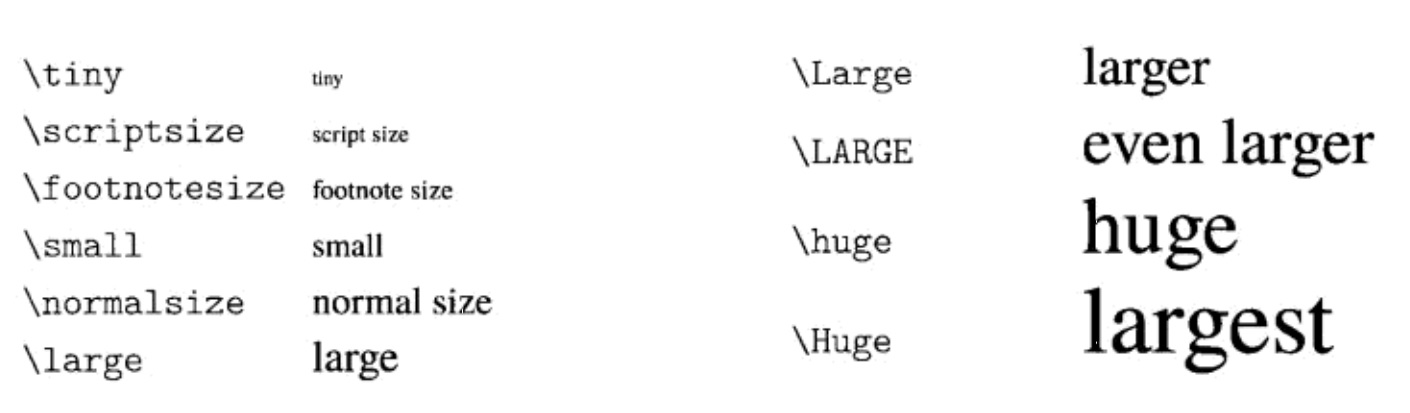 \tiny tiny
\scriptsize script size
\footnotesize footnote size
\small small
\normalsize normal size
\large large
\Large larger
\LARGE even larger
\huge huge
\Huge largest